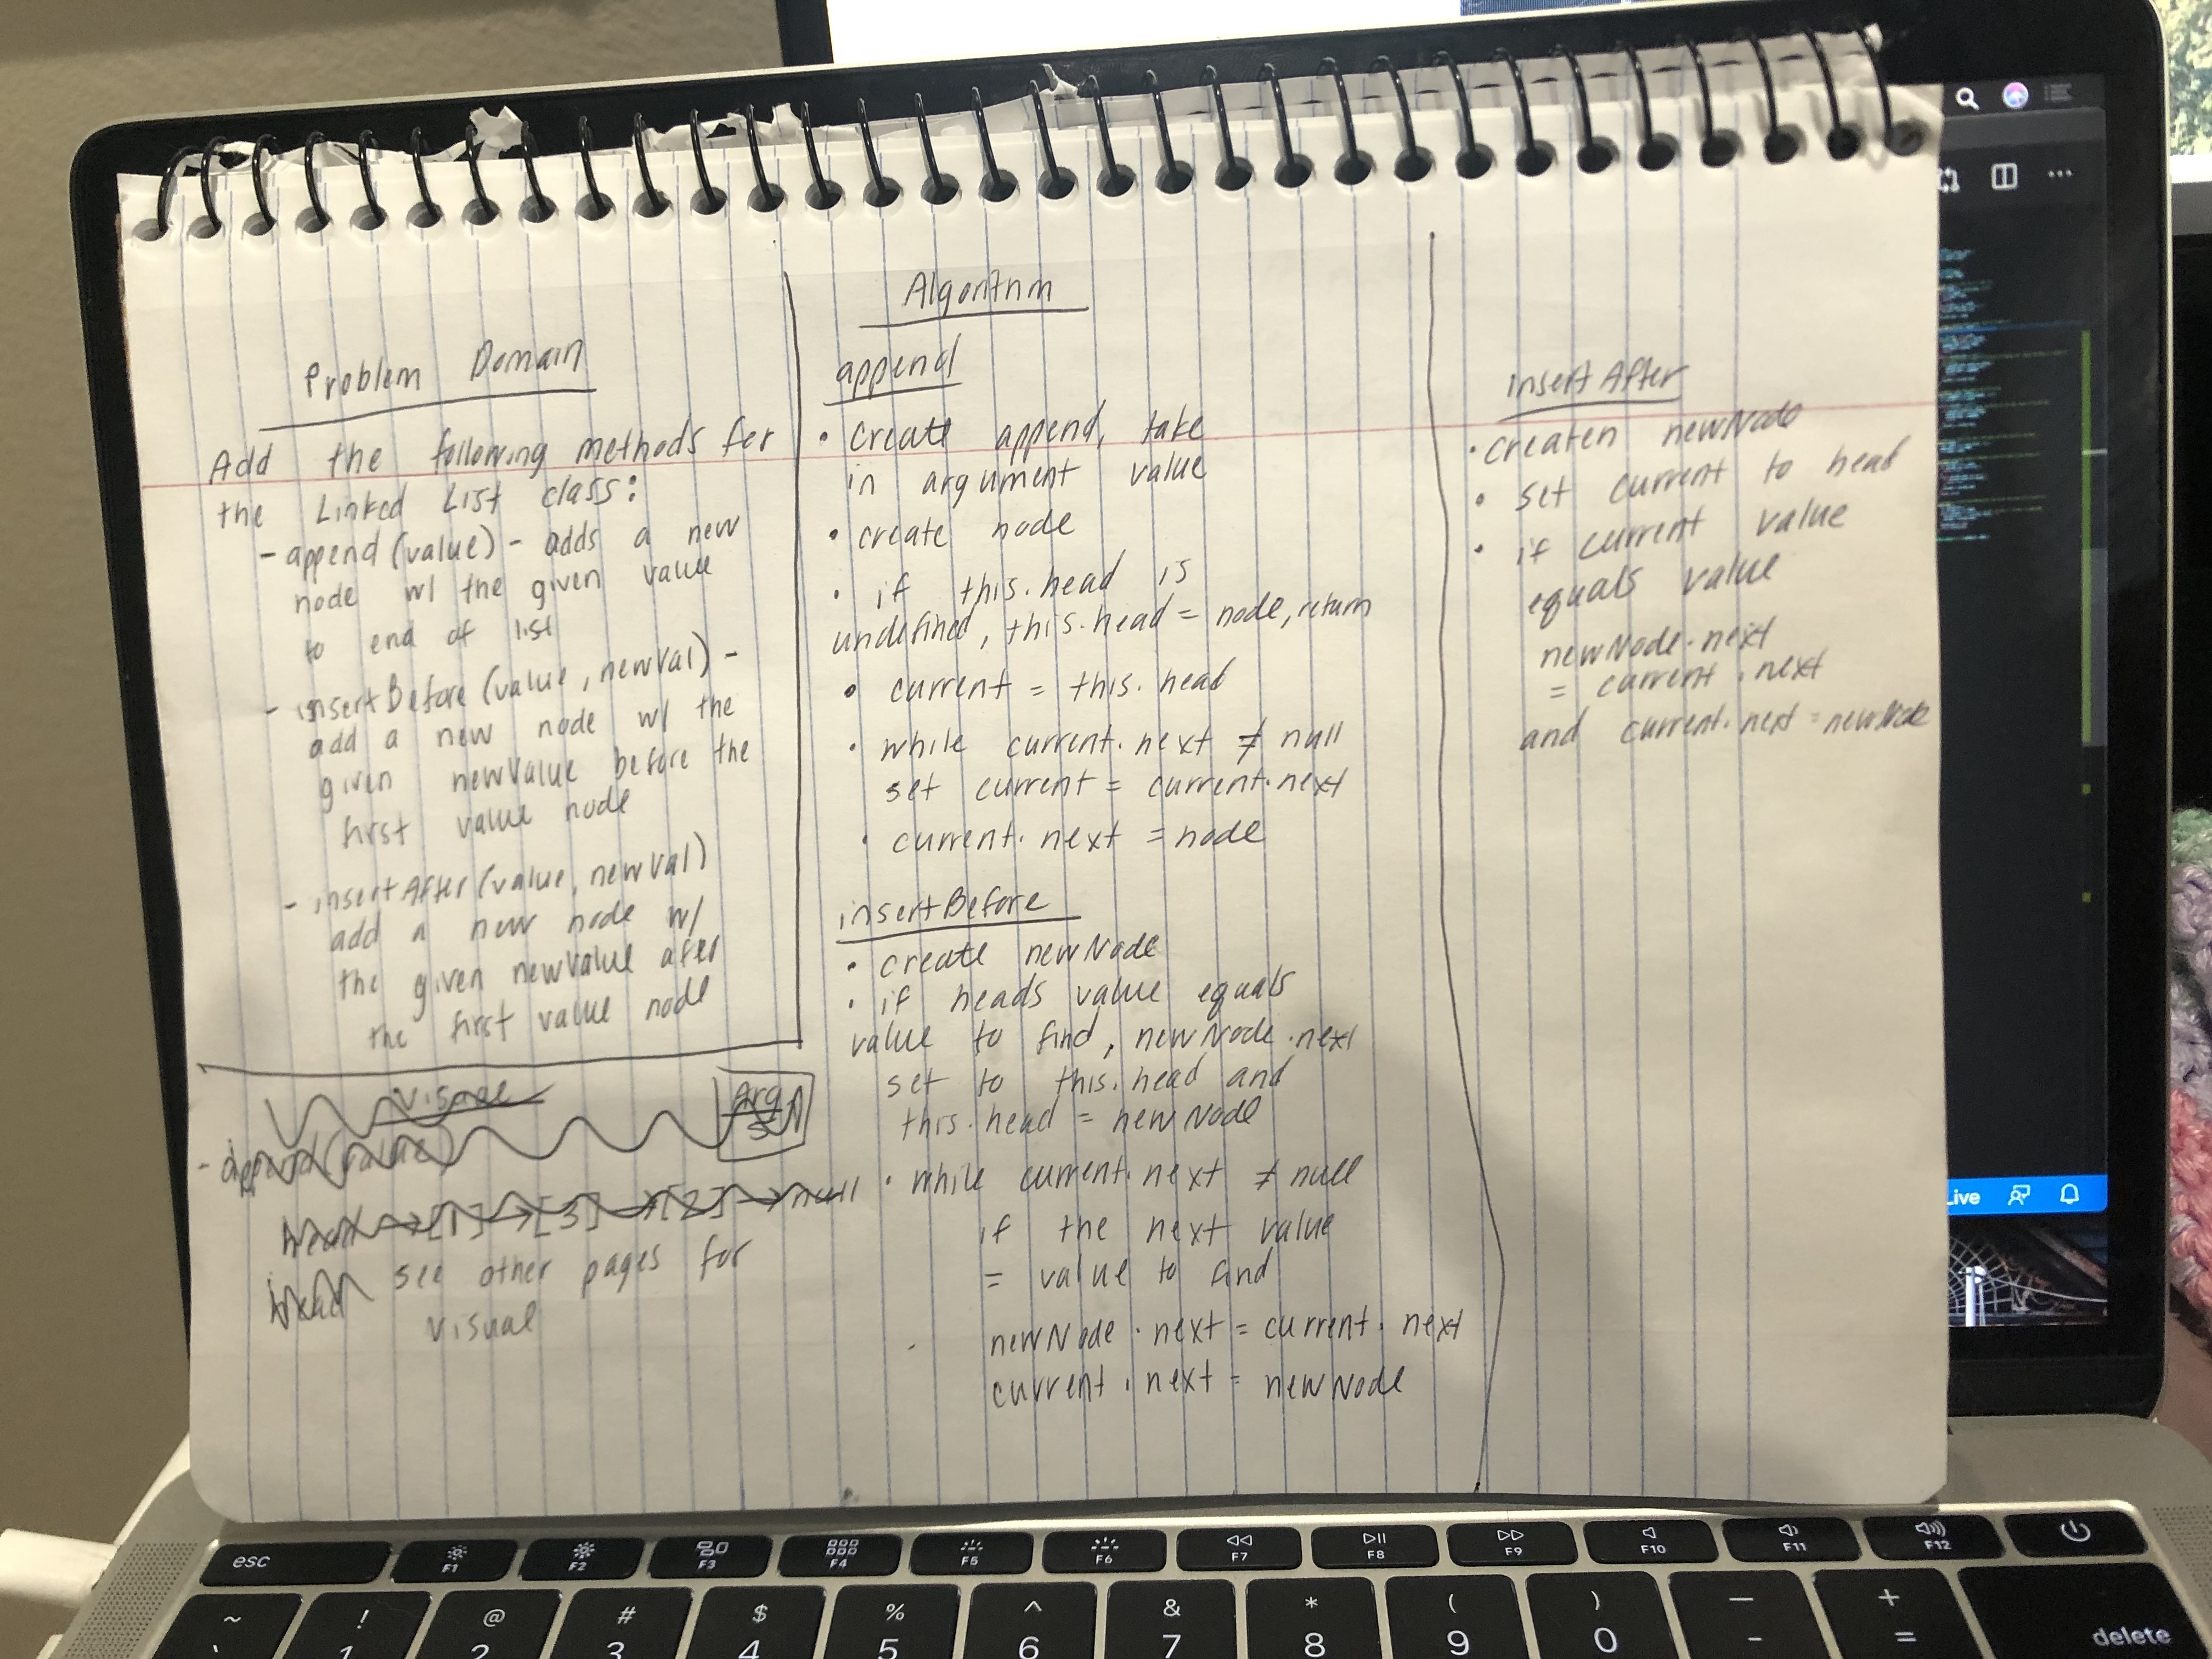 Problem Domain
Add the following methods for
the Linked List class:
- append(value) - adds a new
node w/ the given value
to end of list
- insertBefore(value, newVal) -
add a new node w/ the
given newValue before the
first value node
- insertAfter(value, newVal)
add a new node w/
the given newValue after
the first value node
Arg
5
- append(value)
head → [1] → [3] → [2] → null
head see other pages for
visual
Algorithm
append
• create append, take
in argument value
• create node
• if this.head is
undefined, this.head = node, return
• current = this.head
• while current.next ≠ null
set current = current.next
• current.next = node
insertBefore
• create newNode
• if heads value equals
value to find, newNode.next
set to this.head and
this.head = newNode
• while current.next ≠ null
if the next value
= value to find
newNode.next = current.next
current.next = newNode
insertAfter
• createn newNode
• set current to head
• if current value
equals value
newNode.next
= current.next
and current.next = newNode
Live
esc
F1
F2
F3
F4
F5
F6
F7
F8
F9
F10
F11
F12
~ ! @ # $ % ^ & * ( ) — +
` 1 2 3 4 5 6 7 8 9 0 - =
delete